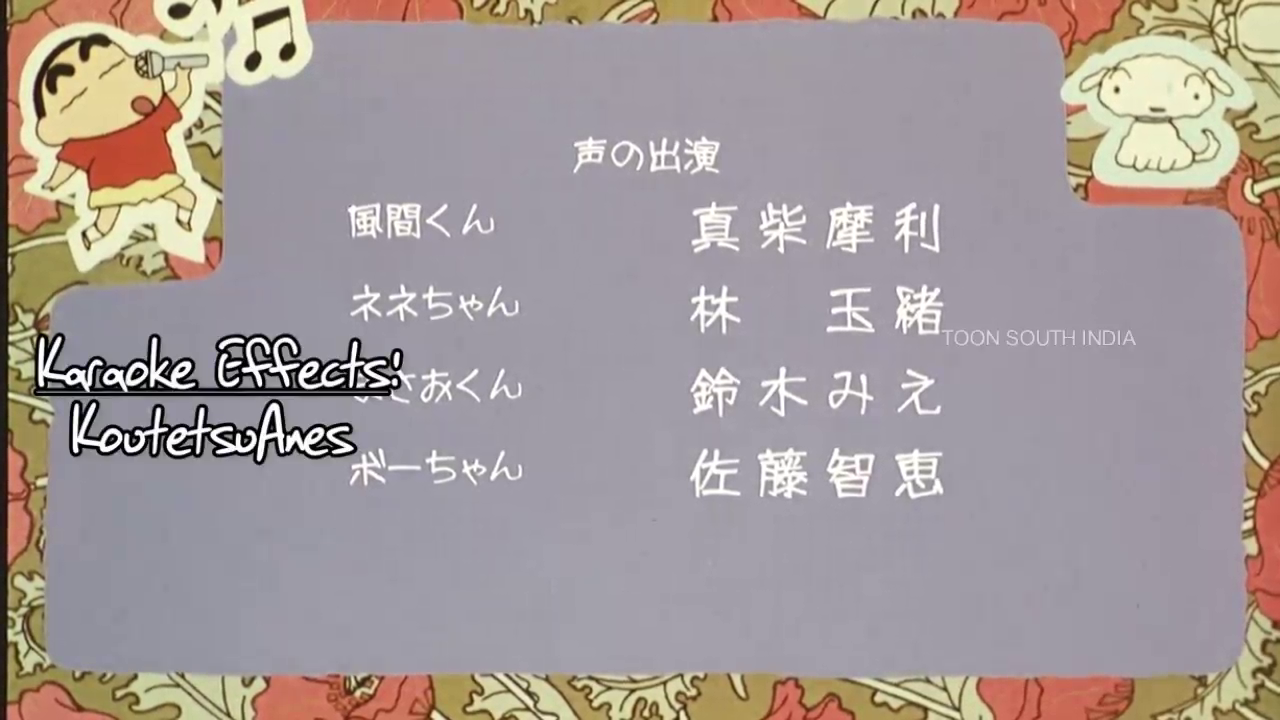 声の出演
風間くん 真柴摩利
ネネちゃん 林 玉緒
TOON SOUTH INDIA
Karaoke Effects:
さおくん 鈴木みえ
KoutetsuAnes
ボーちゃん 佐藤智恵